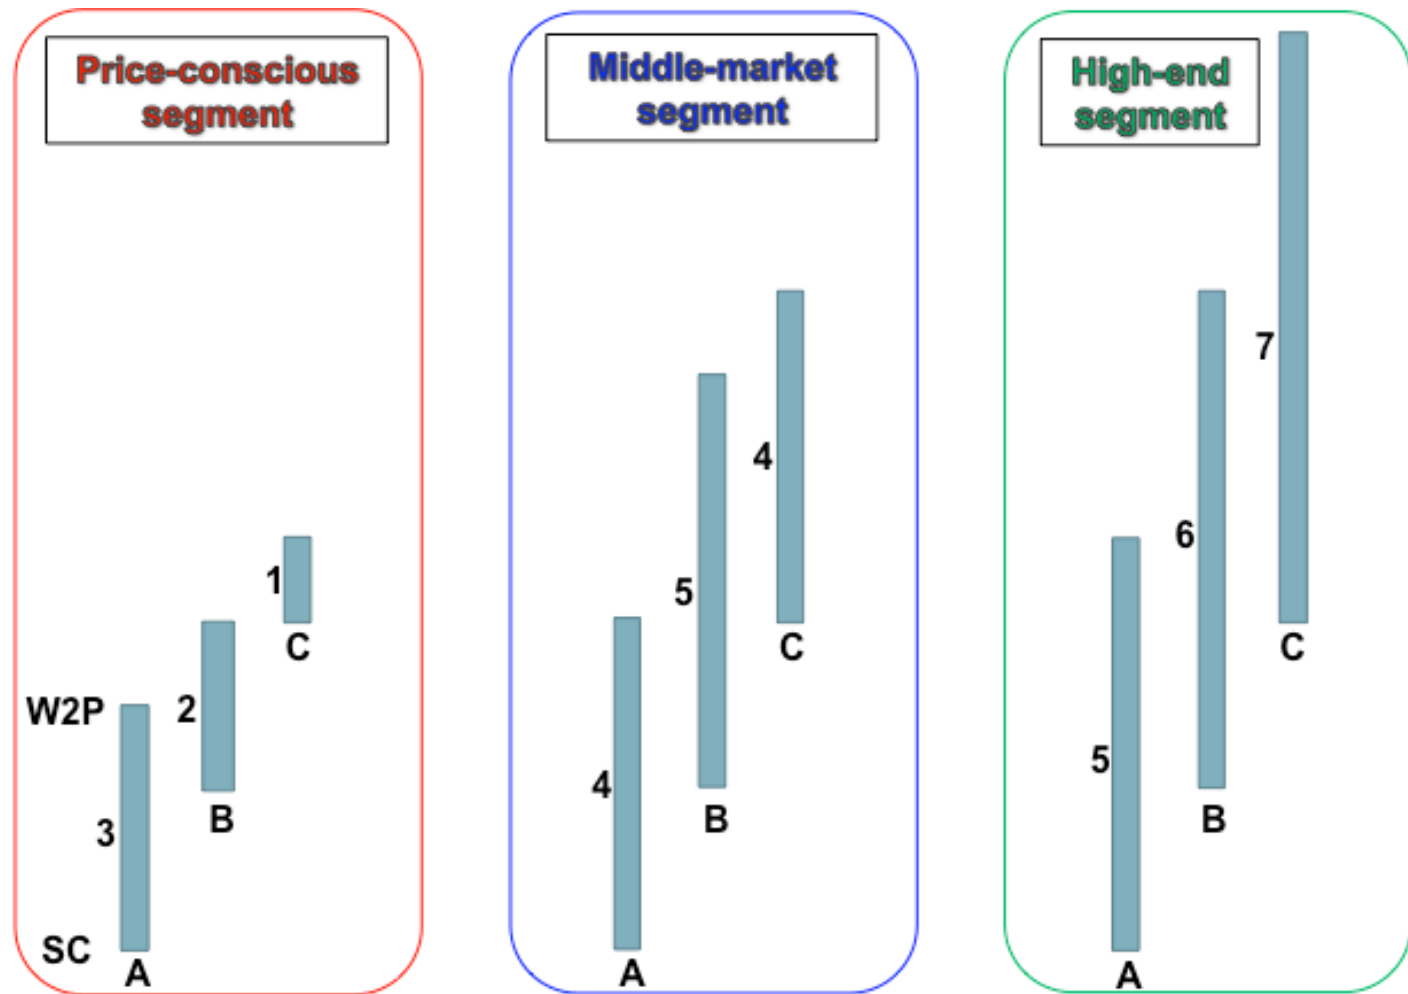 Price-conscious
segment
1
C
W2P
2
B
3
SC
A
Middle-market
segment
4
C
5
B
4
A
High-end
segment
7
C
6
B
5
A